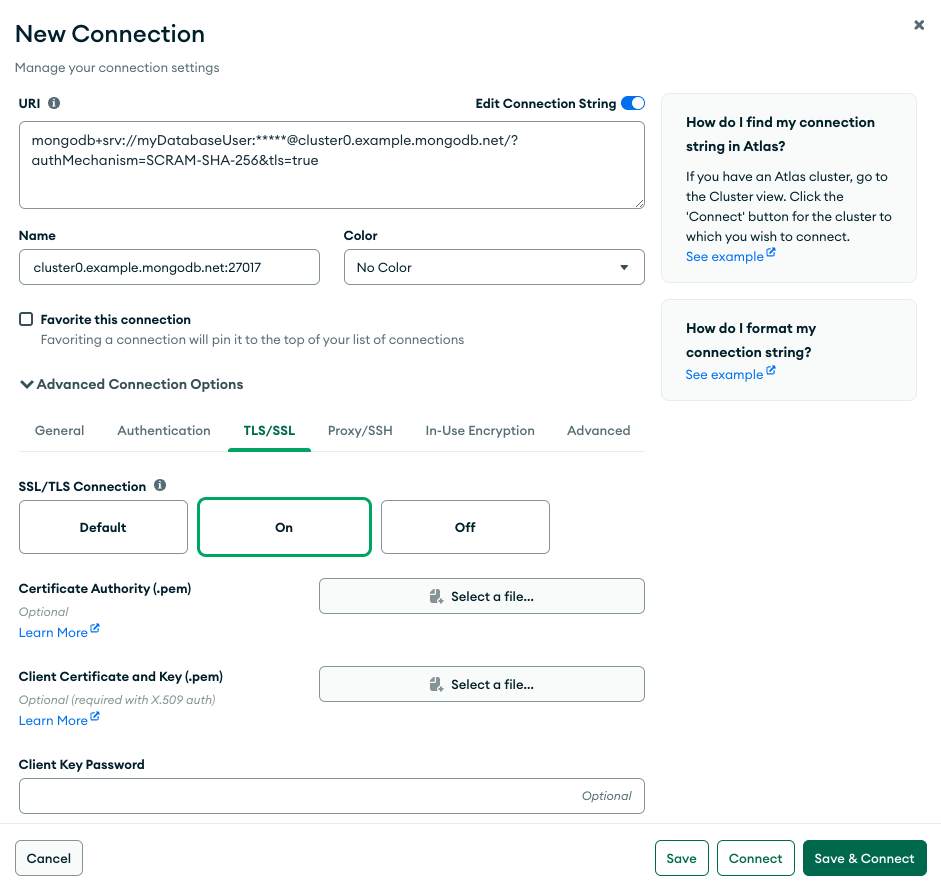 New Connection
Manage your connection settings
URI
Edit Connection String
mongodb+srv://myDatabaseUser:*****@cluster0.example.mongodb.net/?
authMechanism=SCRAM-SHA-256&tls=true
Name
Color
cluster0.example.mongodb.net:27017
No Color
Favorite this connection
Favoriting a connection will pin it to the top of your list of connections
Advanced Connection Options
General Authentication TLS/SSL Proxy/SSH In-Use Encryption Advanced
SSL/TLS Connection
Default On Off
Certificate Authority (.pem)
Optional
Learn More
Select a file...
Client Certificate and Key (.pem)
Optional (required with X.509 auth)
Learn More
Select a file...
Client Key Password
Optional
How do I find my connection
string in Atlas?
If you have an Atlas cluster, go to
the Cluster view. Click the
'Connect' button for the cluster to
which you wish to connect.
See example
How do I format my
connection string?
See example
Cancel
Save Connect Save & Connect